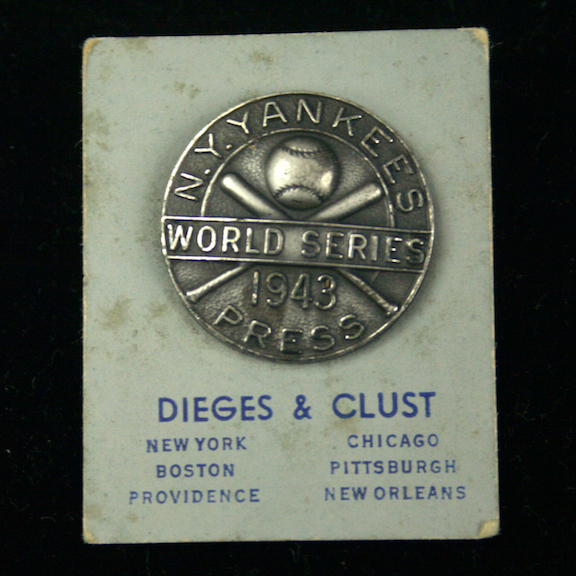 N.Y. YANKEES
WORLD SERIES
1943
PRESS
DIEGES & CLUST
NEW YORK CHICAGO
BOSTON PITTSBURGH
PROVIDENCE NEW ORLEANS